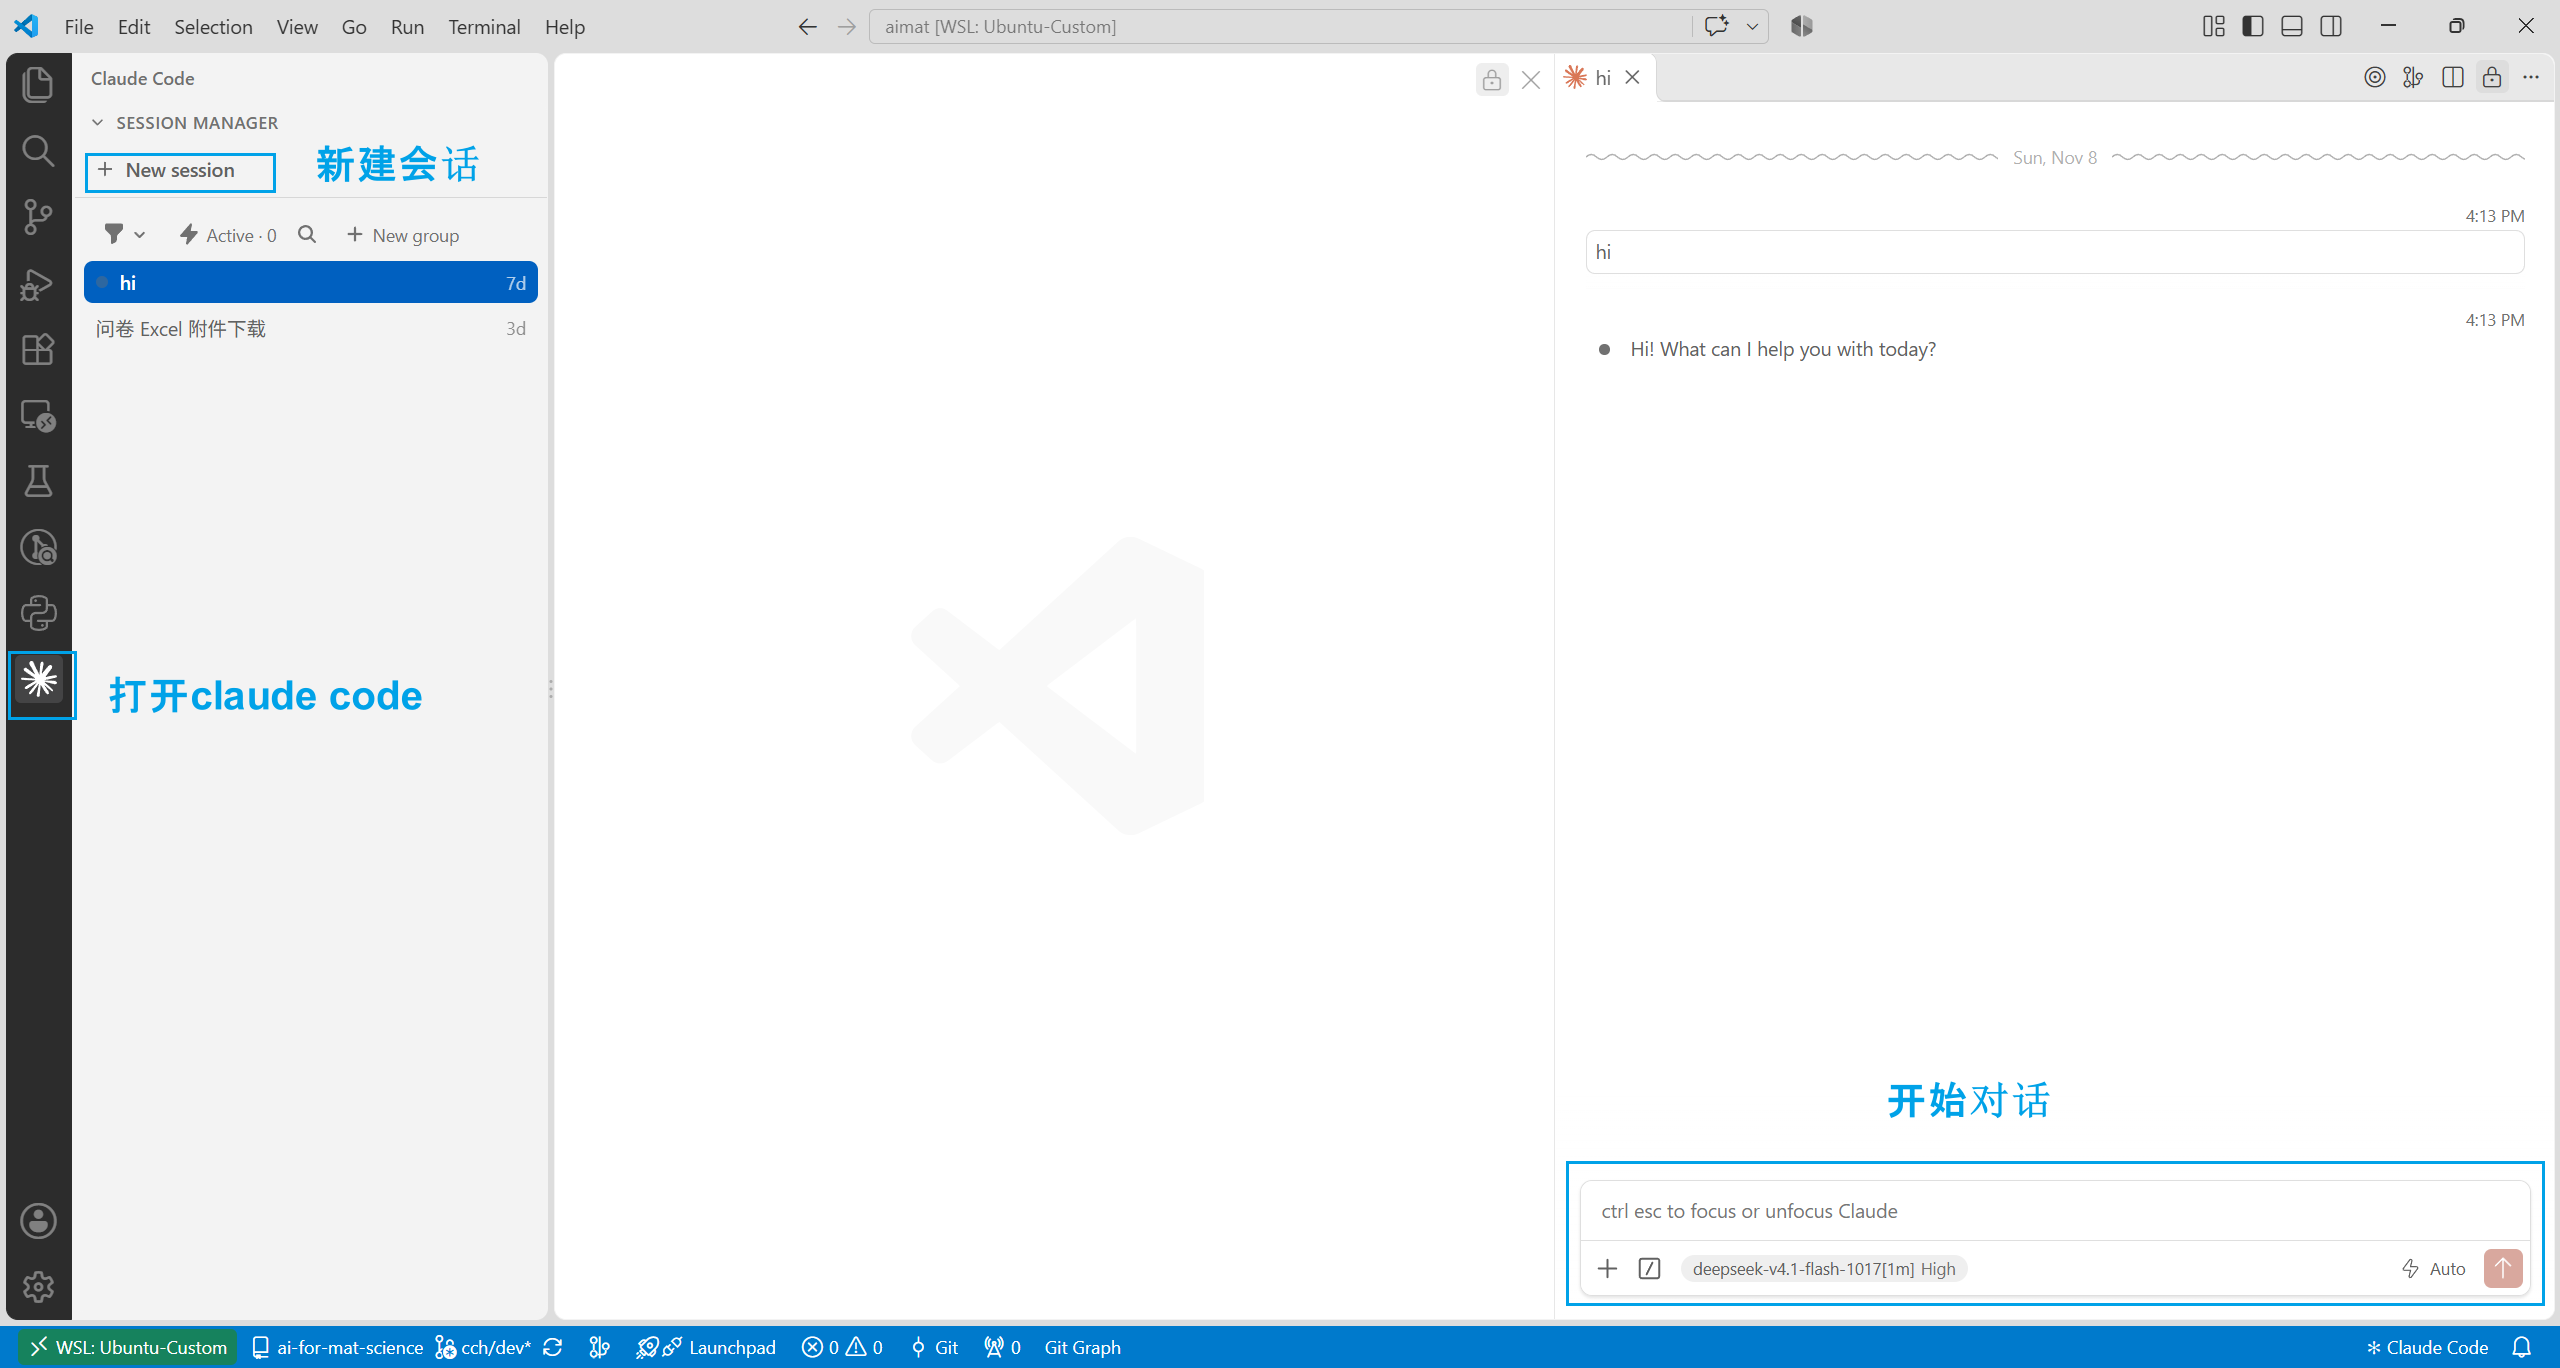 File Edit Selection View Go Run Terminal Help
aimat [WSL: Ubuntu-Custom]
Claude Code
SESSION MANAGER
+ New session
新建会话
Active · 0
+ New group
hi 7d
问卷 Excel 附件下载 3d
打开claude code
hi
Sun, Nov 8
4:13 PM
hi
4:13 PM
Hi! What can I help you with today?
开始对话
ctrl esc to focus or unfocus Claude
deepseek-v4.1-flash-1017[1m] High
Auto
WSL: Ubuntu-Custom ai-for-mat-science cch/dev* Launchpad 0 0 Git 0 Git Graph
Claude Code